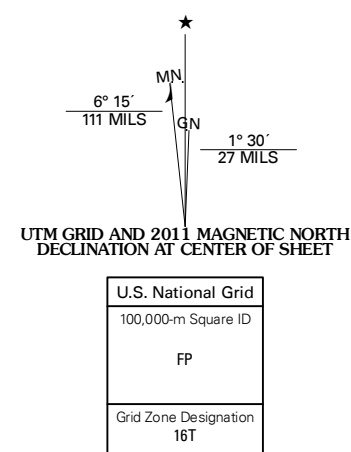 ★
MN
6° 15´
111 MILS
GN
1° 30´
27 MILS
UTM GRID AND 2011 MAGNETIC NORTH
DECLINATION AT CENTER OF SHEET
U.S. National Grid
100,000-m Square ID
FP
Grid Zone Designation
16T